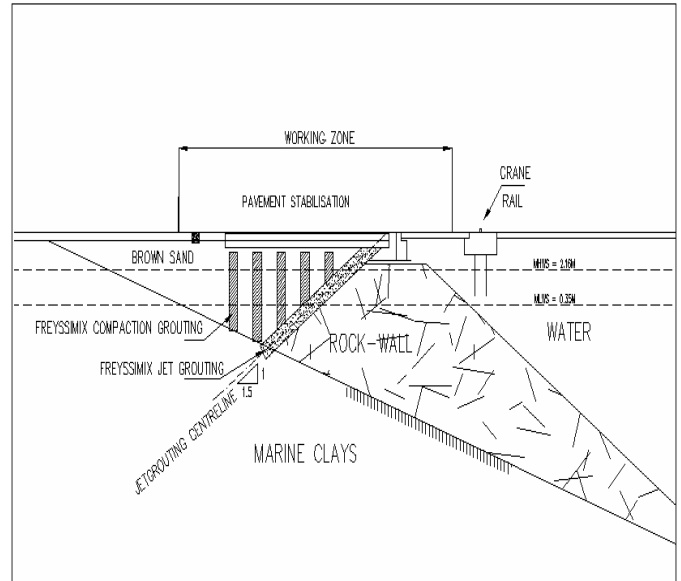 WORKING ZONE
CRANE
RAIL
PAVEMENT STABILISATION
BROWN SAND
MHWS = 2.16M
MLWS = 0.35M
FREYSSIMIX COMPACTION GROUTING
ROCK-WALL
WATER
FREYSSIMIX JET GROUTING
1
1.5
JETGROUTING CENTRELINE
MARINE CLAYS